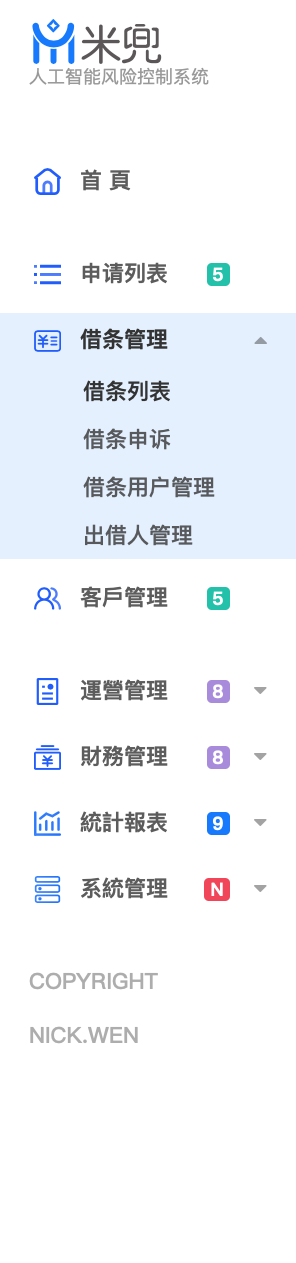 米兜
人工智能风险控制系统
首 頁
申请列表 5
借条管理
借条列表
借条申诉
借条用户管理
出借人管理
客戶管理 5
運營管理 8
財務管理 8
統計報表 9
系統管理 N
COPYRIGHT
NICK.WEN